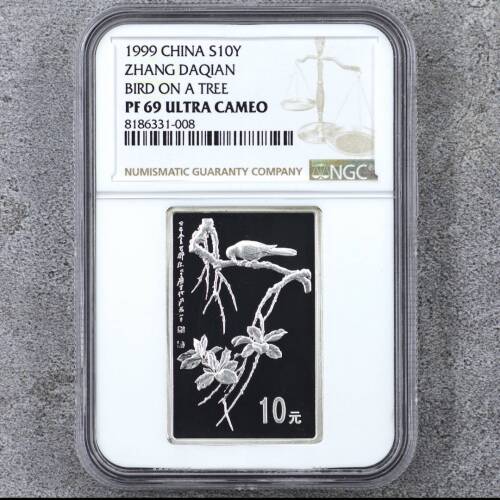 1999 CHINA S10Y
ZHANG DAQIAN
BIRD ON A TREE
PF 69 ULTRA CAMEO
8186331-008
NUMISMATIC GUARANTY COMPANY
NGC
10元